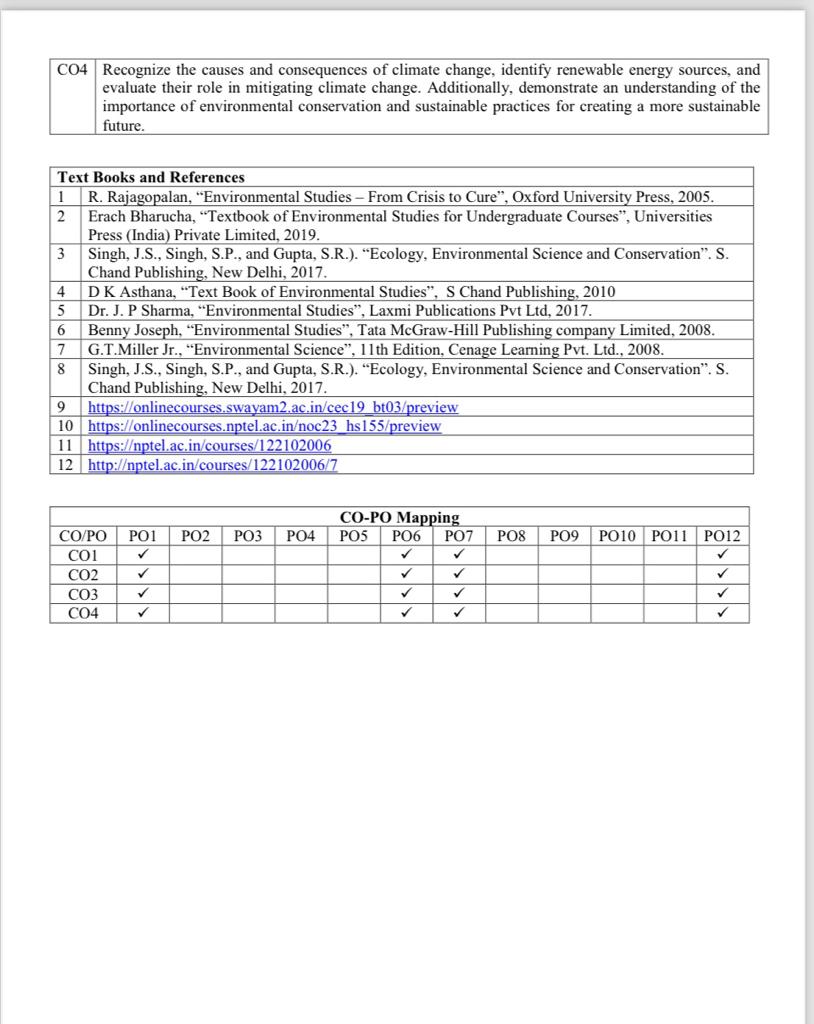 CO4 Recognize the causes and consequences of climate change, identify renewable energy sources, and
evaluate their role in mitigating climate change. Additionally, demonstrate an understanding of the
importance of environmental conservation and sustainable practices for creating a more sustainable
future.
Text Books and References
1 R. Rajagopalan, “Environmental Studies – From Crisis to Cure”, Oxford University Press, 2005.
2 Erach Bharucha, “Textbook of Environmental Studies for Undergraduate Courses”, Universities
Press (India) Private Limited, 2019.
3 Singh, J.S., Singh, S.P., and Gupta, S.R.). “Ecology, Environmental Science and Conservation”. S.
Chand Publishing, New Delhi, 2017.
4 D K Asthana, “Text Book of Environmental Studies”, S Chand Publishing, 2010
5 Dr. J. P Sharma, “Environmental Studies”, Laxmi Publications Pvt Ltd, 2017.
6 Benny Joseph, “Environmental Studies”, Tata McGraw-Hill Publishing company Limited, 2008.
7 G.T.Miller Jr., “Environmental Science”, 11th Edition, Cenage Learning Pvt. Ltd., 2008.
8 Singh, J.S., Singh, S.P., and Gupta, S.R.). “Ecology, Environmental Science and Conservation”. S.
Chand Publishing, New Delhi, 2017.
9 https://onlinecourses.swayam2.ac.in/cec19_bt03/preview
10 https://onlinecourses.nptel.ac.in/noc23_hs155/preview
11 https://nptel.ac.in/courses/122102006
12 http://nptel.ac.in/courses/122102006/7
CO-PO Mapping
CO/PO PO1 PO2 PO3 PO4 PO5 PO6 PO7 PO8 PO9 PO10 PO11 PO12
CO1 ✓ ✓ ✓ ✓
CO2 ✓ ✓ ✓ ✓
CO3 ✓ ✓ ✓ ✓
CO4 ✓ ✓ ✓ ✓